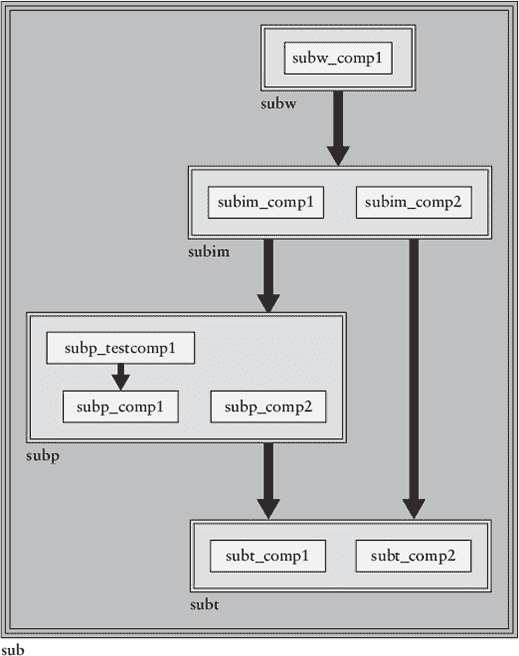 subw_comp1
subw
subim_comp1 subim_comp2
subim
subp_testcomp1
subp_comp1 subp_comp2
subp
subt_comp1 subt_comp2
subt
sub